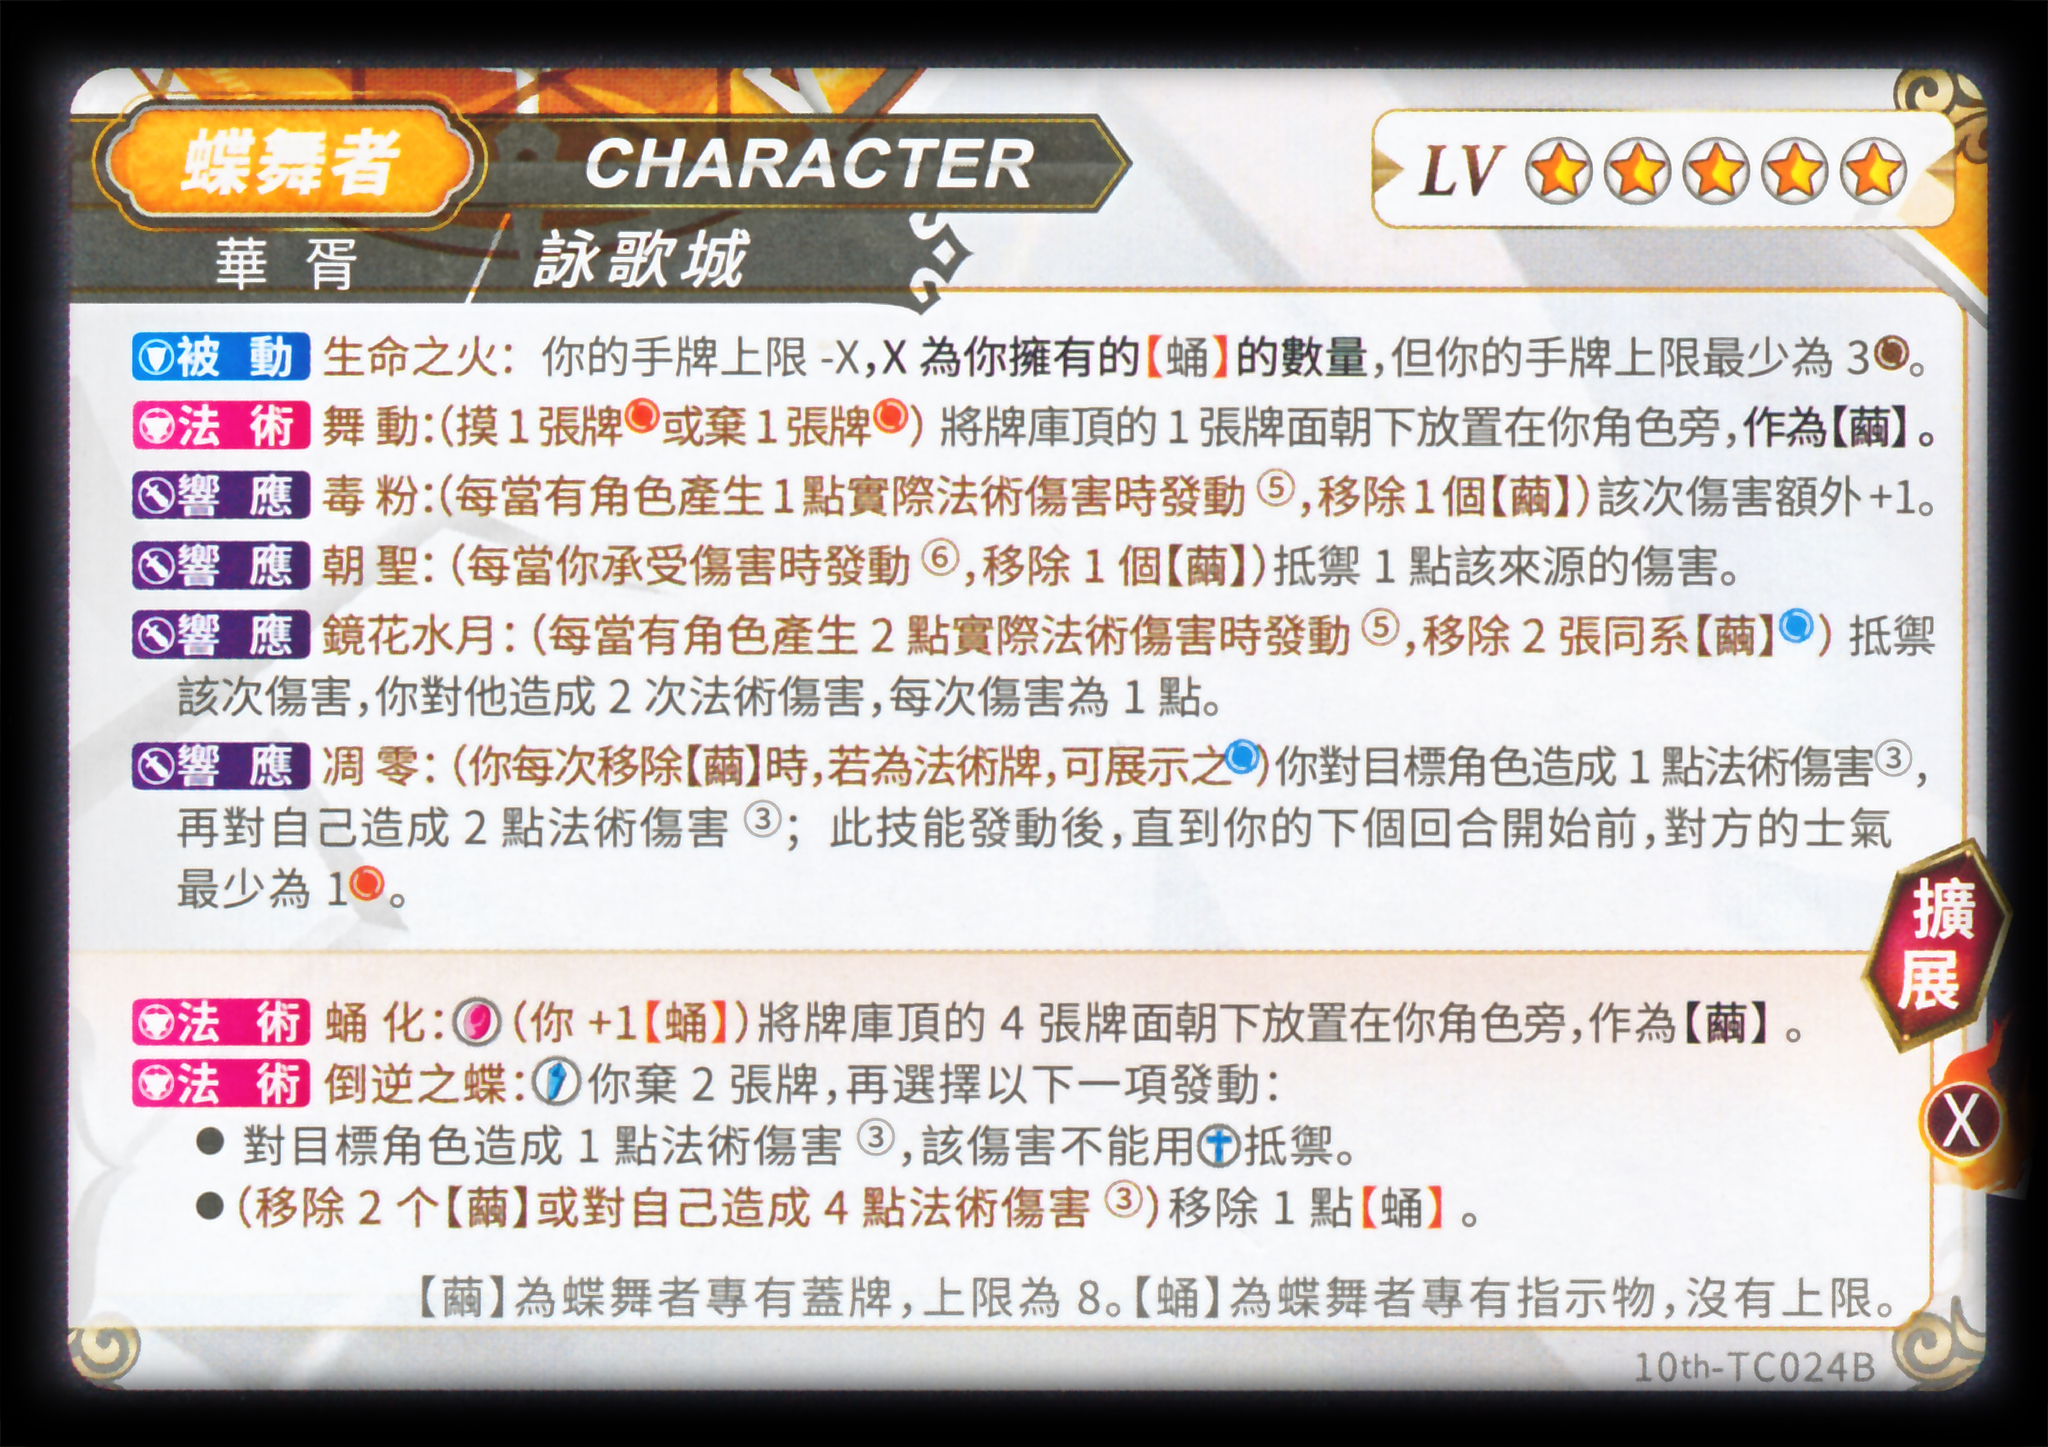 蝶舞者 CHARACTER LV
華胥 / 詠歌城
被動 生命之火：你的手牌上限 -X,X 為你擁有的【蛹】的數量,但你的手牌上限最少為 3。
法術 舞動：(摸 1 張牌或棄 1 張牌) 將牌庫頂的 1 張牌面朝下放置在你角色旁,作為【繭】。
響應 毒粉：(每當有角色產生 1 點實際法術傷害時發動 ⑤,移除 1 個【繭】) 該次傷害額外 +1。
響應 朝聖：(每當你承受傷害時發動 ⑥,移除 1 個【繭】) 抵禦 1 點該來源的傷害。
響應 鏡花水月：(每當有角色產生 2 點實際法術傷害時發動 ⑤,移除 2 張同系【繭】) 抵禦
該次傷害,你對他造成 2 次法術傷害,每次傷害為 1 點。
響應 凋零：(你每次移除【繭】時,若為法術牌,可展示之) 你對目標角色造成 1 點法術傷害③,
再對自己造成 2 點法術傷害 ③；此技能發動後,直到你的下個回合開始前,對方的士氣
最少為 1。
擴展
法術 蛹化：(你 +1【蛹】) 將牌庫頂的 4 張牌面朝下放置在你角色旁,作為【繭】。
法術 倒逆之蝶：你棄 2 張牌,再選擇以下一項發動：
X
● 對目標角色造成 1 點法術傷害 ③,該傷害不能用抵禦。
● (移除 2 个【繭】或對自己造成 4 點法術傷害 ③) 移除 1 點【蛹】。
【繭】為蝶舞者專有蓋牌,上限為 8。【蛹】為蝶舞者專有指示物,沒有上限。
10th-TC024B